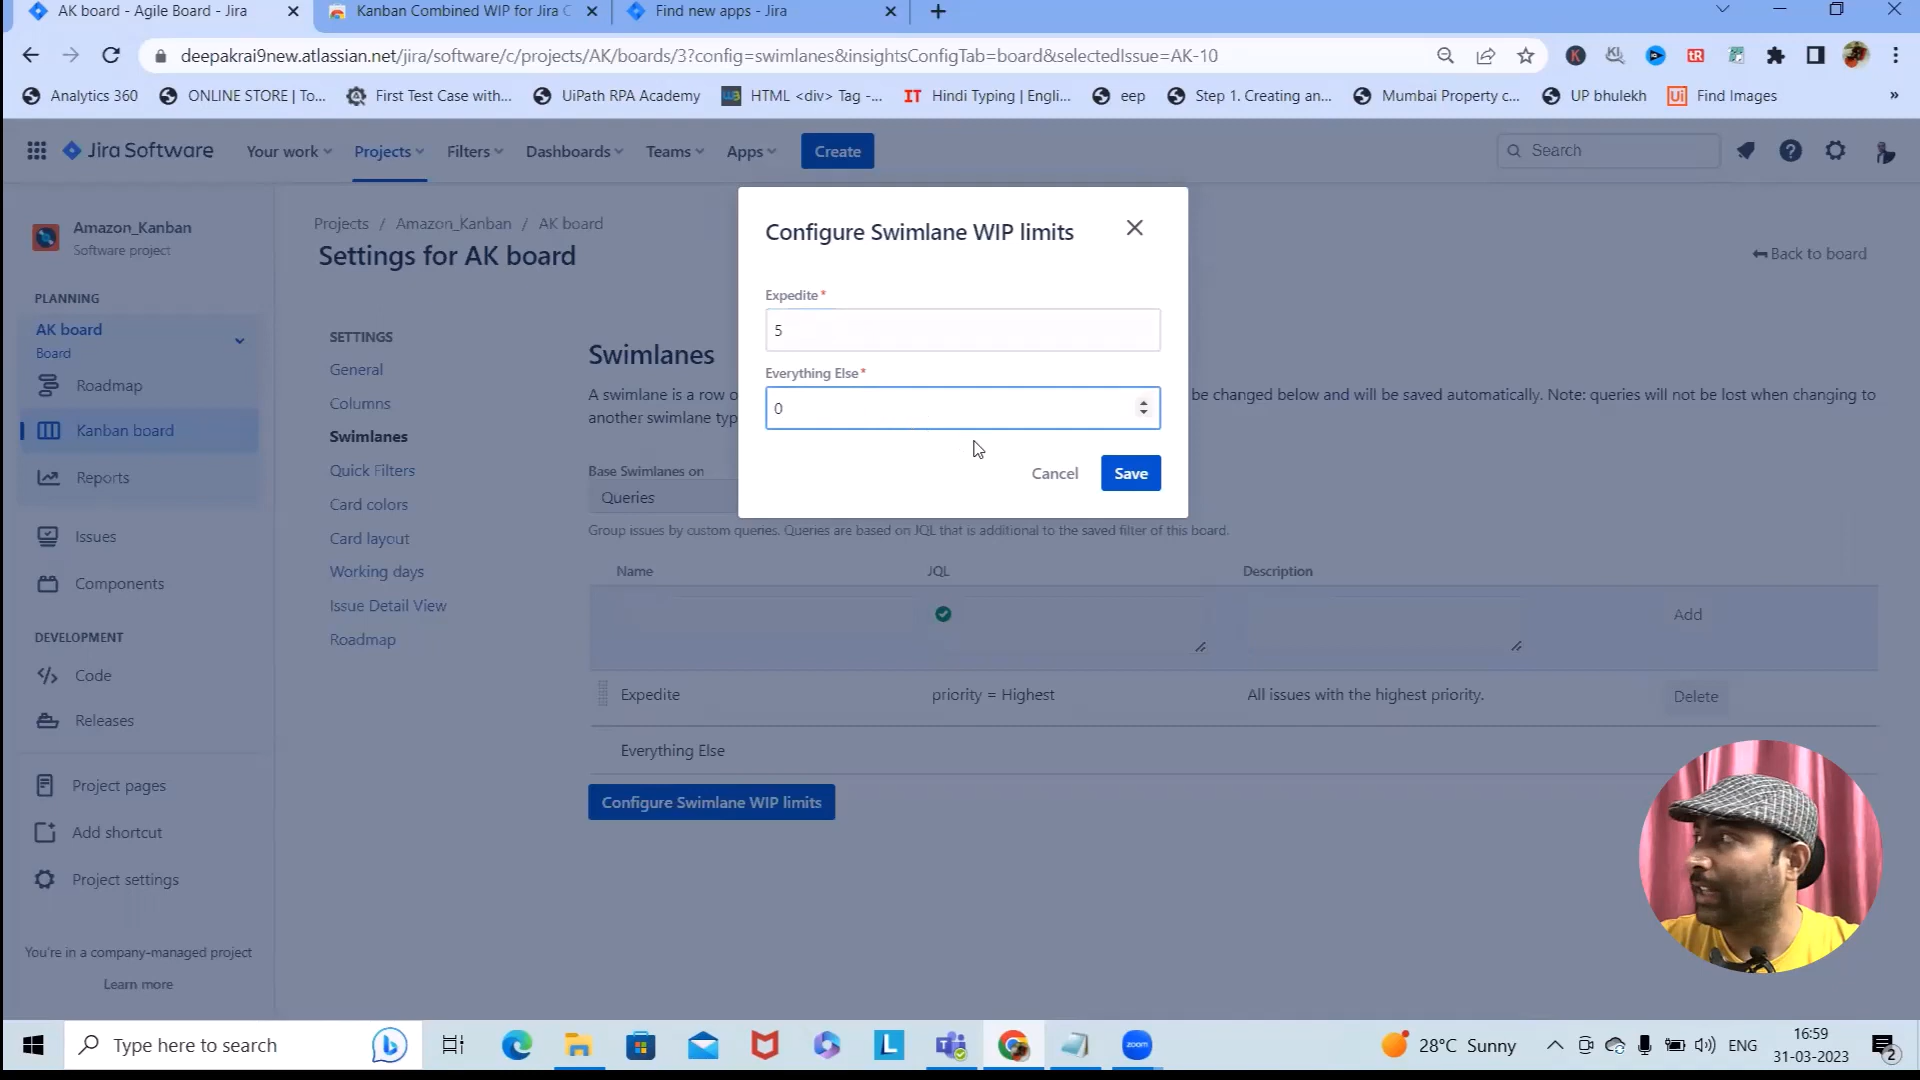 AK board - Agile Board - Jira
Kanban Combined WIP for Jira C
Find new apps - Jira
deepakrai9new.atlassian.net/jira/software/c/projects/AK/boards/3?config=swimlanes&insightsConfigTab=board&selectedIssue=AK-10
Analytics 360
ONLINE STORE | To...
First Test Case with...
UiPath RPA Academy
HTML <div> Tag -...
IT Hindi Typing | Engli...
eep
Step 1. Creating an...
Mumbai Property c...
UP bhulekh
Ui Find Images
»
Jira Software
Your work
Projects
Filters
Dashboards
Teams
Apps
Create
Search
Amazon_Kanban
Software project
PLANNING
AK board
Board
Roadmap
Kanban board
Reports
Issues
Components
DEVELOPMENT
Code
Releases
Project pages
Add shortcut
Project settings
You're in a company-managed project
Learn more
Projects / Amazon_Kanban / AK board
Settings for AK board
Back to board
SETTINGS
General
Columns
Swimlanes
Quick Filters
Card colors
Card layout
Working days
Issue Detail View
Roadmap
Swimlanes
A swimlane is a row o
be changed below and will be saved automatically. Note: queries will not be lost when changing to
another swimlane typ
Base Swimlanes on
Queries
Group issues by custom queries. Queries are based on JQL that is additional to the saved filter of this board.
Name JQL Description
Add
Expedite priority = Highest All issues with the highest priority. Delete
Everything Else
Configure Swimlane WIP limits
Configure Swimlane WIP limits
Expedite *
5
Everything Else *
0
Cancel
Save
Type here to search
zoom
28°C Sunny
ENG
16:59
31-03-2023
2